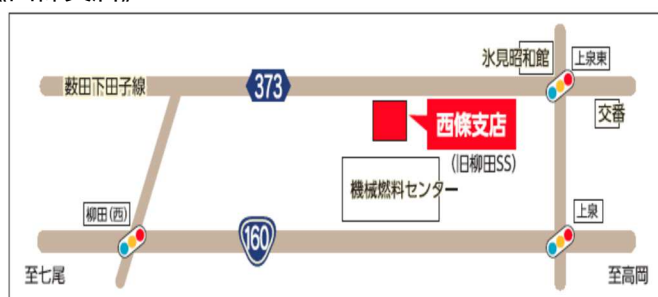 氷見昭和館
上泉東
薮田下田子線
373
交番
西條支店
(旧柳田SS)
機械燃料センター
柳田(西)
160
上泉
至七尾
至高岡